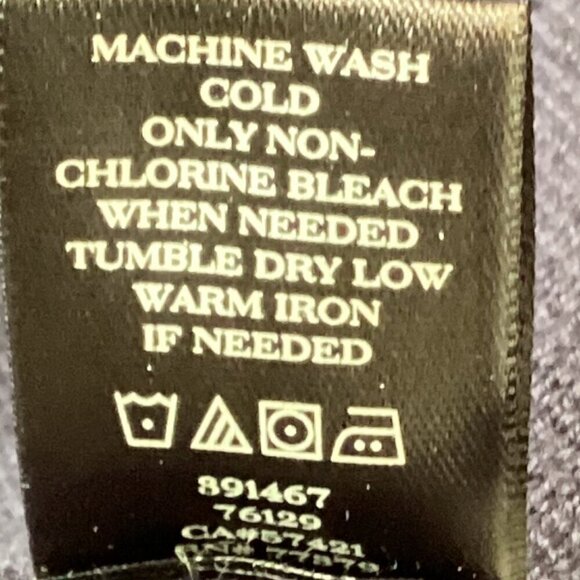 MACHINE WASH
COLD
ONLY NON-
CHLORINE BLEACH
WHEN NEEDED
TUMBLE DRY LOW
WARM IRON
IF NEEDED
891467
76129
CA#57421